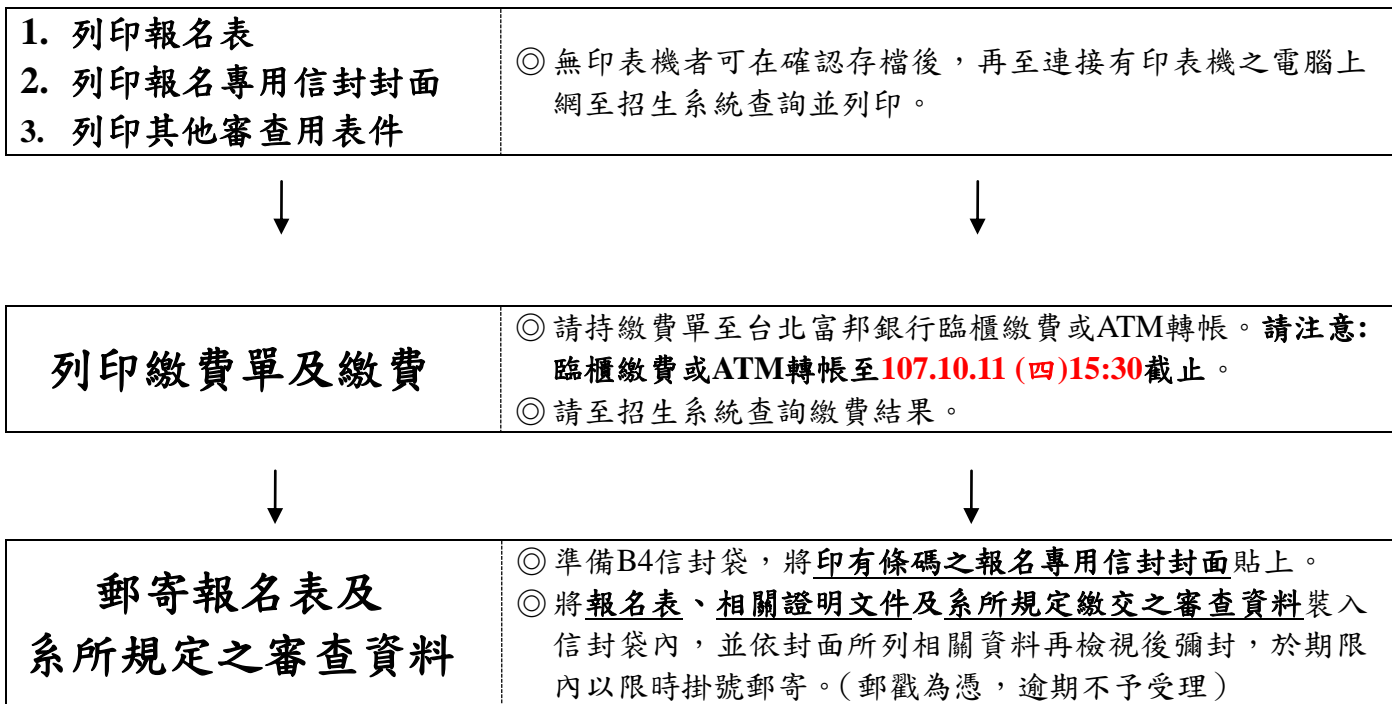 1. 列印報名表
2. 列印報名專用信封封面
3. 列印其他審查用表件
◎無印表機者可在確認存檔後，再至連接有印表機之電腦上
網至招生系統查詢並列印。
列印繳費單及繳費
◎請持繳費單至台北富邦銀行臨櫃繳費或ATM轉帳。請注意:
臨櫃繳費或ATM轉帳至107.10.11 (四)15:30截止。
◎請至招生系統查詢繳費結果。
郵寄報名表及
系所規定之審查資料
◎準備B4信封袋，將印有條碼之報名專用信封封面貼上。
◎將報名表、相關證明文件及系所規定繳交之審查資料裝入
信封袋內，並依封面所列相關資料再檢視後彌封，於期限
內以限時掛號郵寄。(郵戳為憑，逾期不予受理)